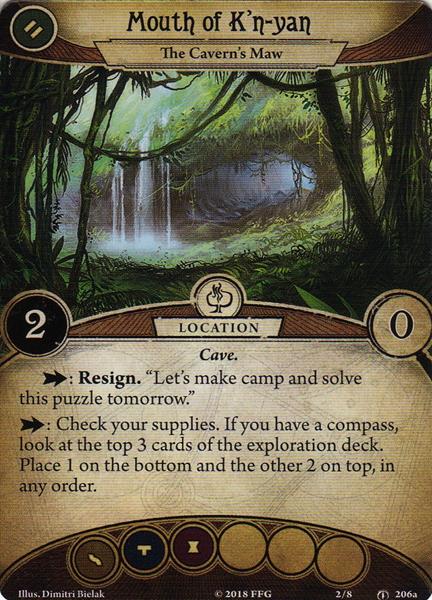 Mouth of K'n-yan
The Cavern's Maw
2
0
LOCATION
Cave.
: Resign. “Let's make camp and solve
this puzzle tomorrow.”
: Check your supplies. If you have a compass,
look at the top 3 cards of the exploration deck.
Place 1 on the bottom and the other 2 on top, in
any order.
Illus. Dimitri Bielak © 2018 FFG 2/8 206a